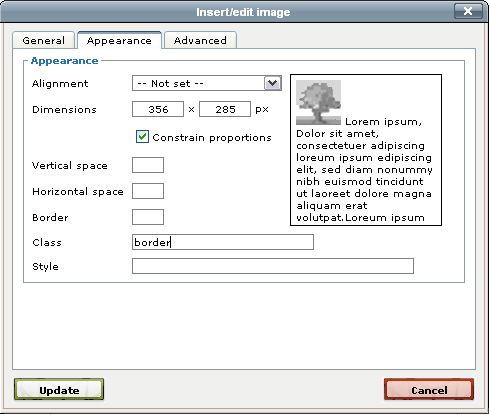 Insert/edit image
General Appearance Advanced
Appearance
Alignment -- Not set --
Dimensions 356 x 285 px
Constrain proportions
Vertical space
Horizontal space
Border
Class border
Style
Lorem ipsum,
Dolor sit amet,
consectetuer adipiscing
loreum ipsum edipiscing
elit, sed diam nonummy
nibh euismod tincidunt
ut laoreet dolore magna
aliquam erat
volutpat.Loreum ipsum
Update Cancel